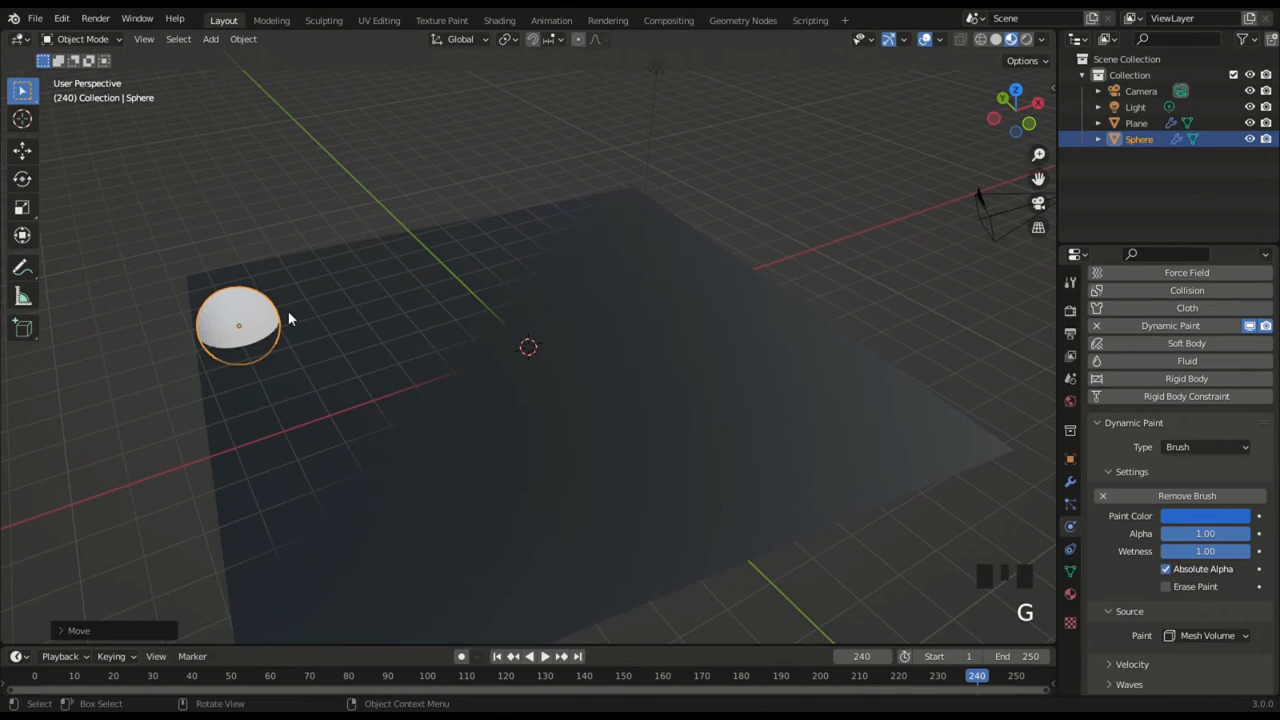 File Edit Render Window Help Layout Modeling Sculpting UV Editing Texture Paint Shading Animation Rendering Compositing Geometry Nodes Scripting + Scene ViewLayer
Object Mode View Select Add Object Global
Options
User Perspective
(240) Collection | Sphere
Z
Y
X
Scene Collection
Collection
Camera
Light
Plane
Sphere
Force Field
Collision
Cloth
Dynamic Paint
Soft Body
Fluid
Rigid Body
Rigid Body Constraint
Dynamic Paint
Type Brush
Settings
Remove Brush
Paint Color
Alpha 1.00
Wetness 1.00
Absolute Alpha
Erase Paint
Source
Paint Mesh Volume
Velocity
Waves
G
Move
Playback Keying View Marker 240 Start 1 End 250
0 10 20 30 40 50 60 70 80 90 100 110 120 130 140 150 160 170 180 190 200 210 220 230 240 250
Select Box Select Rotate View Object Context Menu 3.0.0